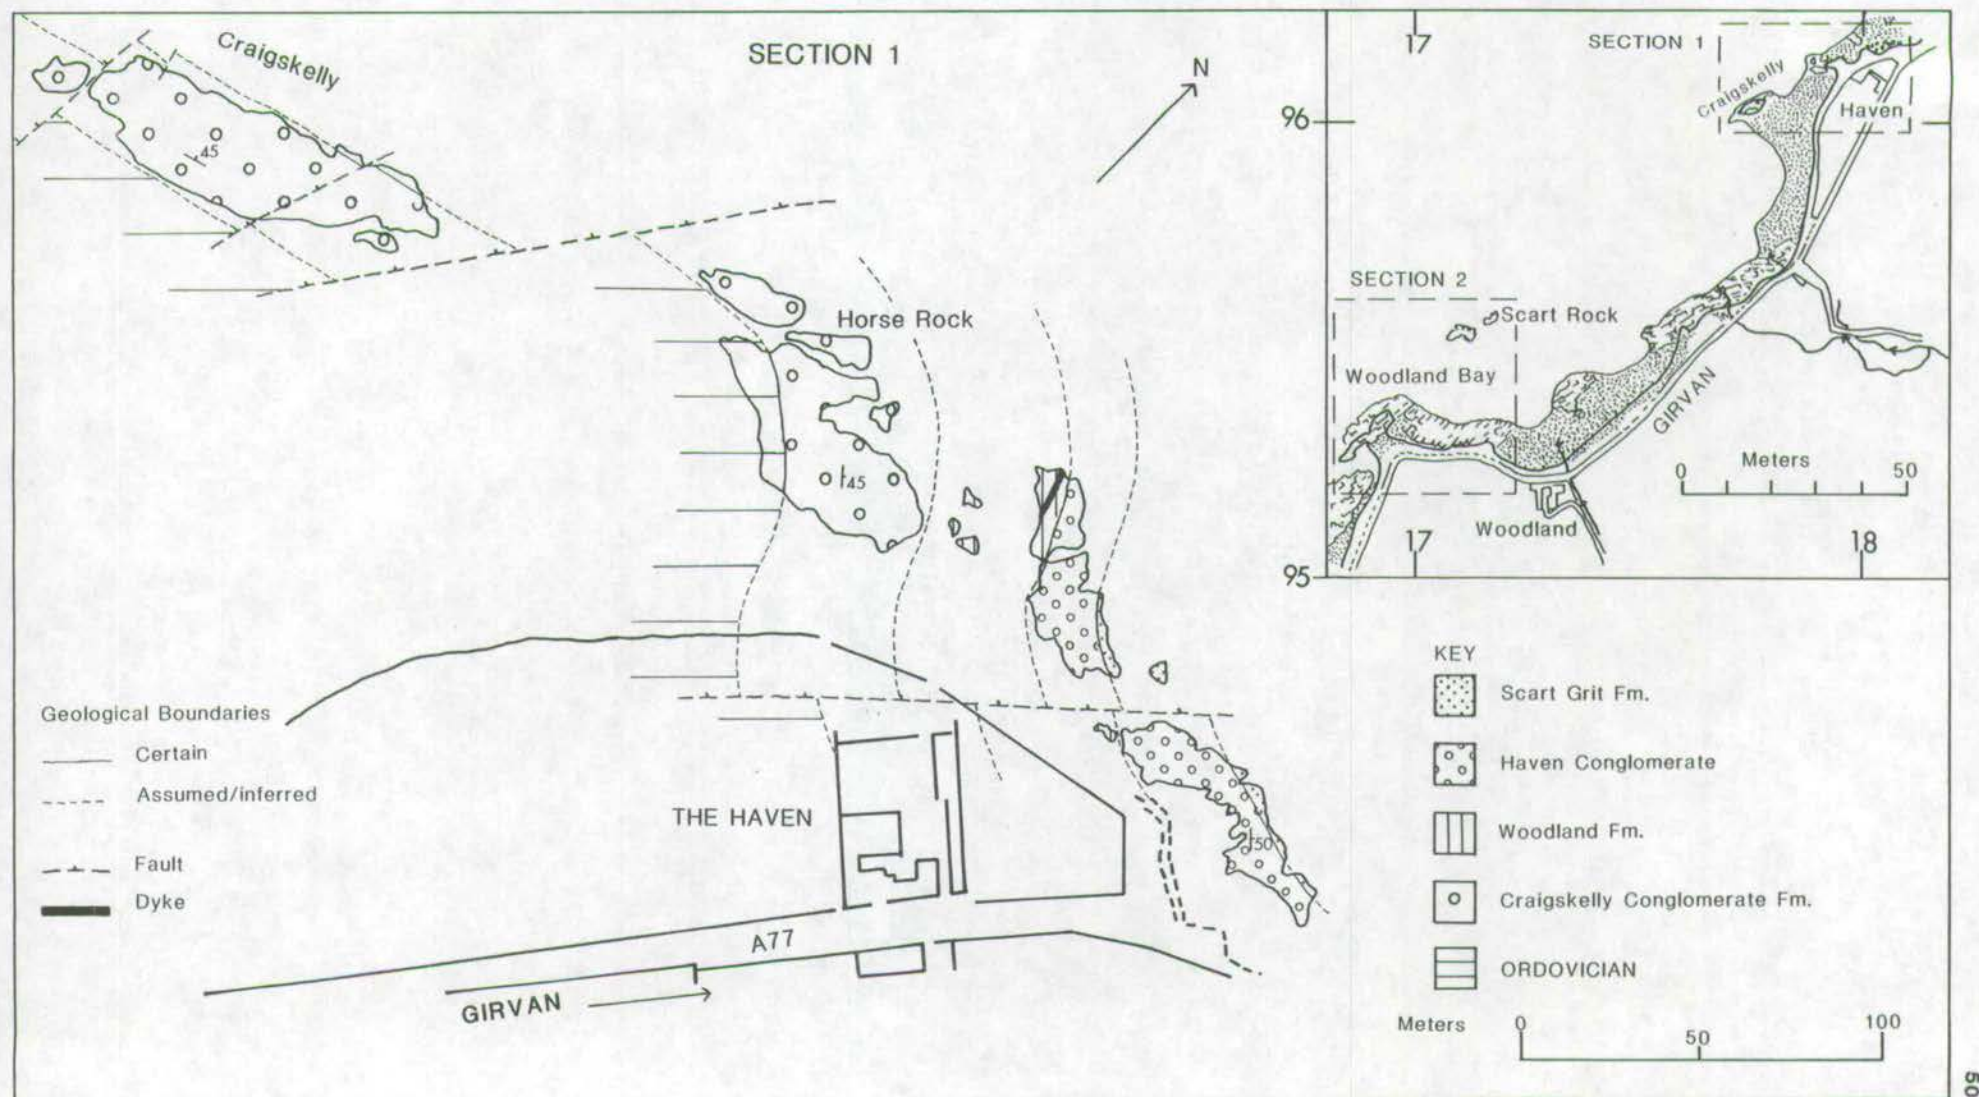 SECTION 1
Craigskelly
45
N
Horse Rock
45
50
THE HAVEN
A77
GIRVAN
Geological Boundaries
Certain
Assumed/inferred
Fault
Dyke
17
SECTION 1
Craigskelly
Haven
96
SECTION 2
Scart Rock
Woodland Bay
GIRVAN
Meters
0 50
Woodland
95
17 18
KEY
Scart Grit Fm.
Haven Conglomerate
Woodland Fm.
Craigskelly Conglomerate Fm.
ORDOVICIAN
Meters 0 50 100
50